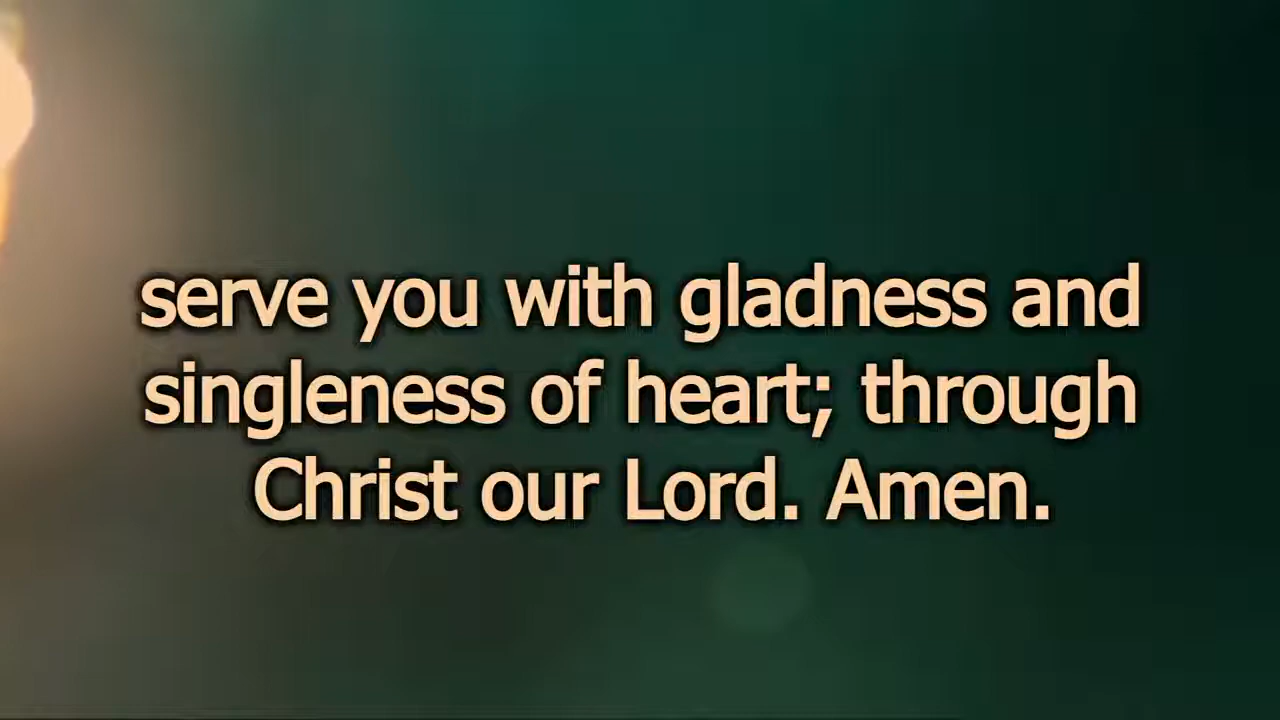 serve you with gladness and
singleness of heart; through
Christ our Lord. Amen.